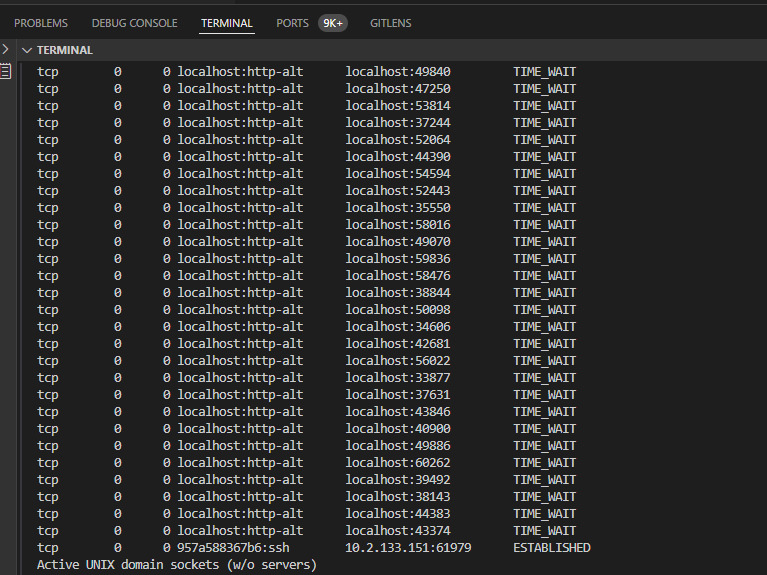 PROBLEMS DEBUG CONSOLE TERMINAL PORTS 9K+ GITLENS
TERMINAL
tcp 0 0 localhost:http-alt localhost:49840 TIME_WAIT
tcp 0 0 localhost:http-alt localhost:47250 TIME_WAIT
tcp 0 0 localhost:http-alt localhost:53814 TIME_WAIT
tcp 0 0 localhost:http-alt localhost:37244 TIME_WAIT
tcp 0 0 localhost:http-alt localhost:52064 TIME_WAIT
tcp 0 0 localhost:http-alt localhost:44390 TIME_WAIT
tcp 0 0 localhost:http-alt localhost:54594 TIME_WAIT
tcp 0 0 localhost:http-alt localhost:52443 TIME_WAIT
tcp 0 0 localhost:http-alt localhost:35550 TIME_WAIT
tcp 0 0 localhost:http-alt localhost:58016 TIME_WAIT
tcp 0 0 localhost:http-alt localhost:49070 TIME_WAIT
tcp 0 0 localhost:http-alt localhost:59836 TIME_WAIT
tcp 0 0 localhost:http-alt localhost:58476 TIME_WAIT
tcp 0 0 localhost:http-alt localhost:38844 TIME_WAIT
tcp 0 0 localhost:http-alt localhost:50098 TIME_WAIT
tcp 0 0 localhost:http-alt localhost:34606 TIME_WAIT
tcp 0 0 localhost:http-alt localhost:42681 TIME_WAIT
tcp 0 0 localhost:http-alt localhost:56022 TIME_WAIT
tcp 0 0 localhost:http-alt localhost:33877 TIME_WAIT
tcp 0 0 localhost:http-alt localhost:37631 TIME_WAIT
tcp 0 0 localhost:http-alt localhost:43846 TIME_WAIT
tcp 0 0 localhost:http-alt localhost:40900 TIME_WAIT
tcp 0 0 localhost:http-alt localhost:49886 TIME_WAIT
tcp 0 0 localhost:http-alt localhost:60262 TIME_WAIT
tcp 0 0 localhost:http-alt localhost:39492 TIME_WAIT
tcp 0 0 localhost:http-alt localhost:38143 TIME_WAIT
tcp 0 0 localhost:http-alt localhost:44383 TIME_WAIT
tcp 0 0 localhost:http-alt localhost:43374 TIME_WAIT
tcp 0 0 957a588367b6:ssh 10.2.133.151:61979 ESTABLISHED
Active UNIX domain sockets (w/o servers)